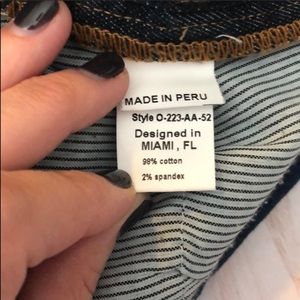 MADE IN PERU
Style O-223-AA-52
Designed in
MIAMI, FL
98% cotton
2% spandex